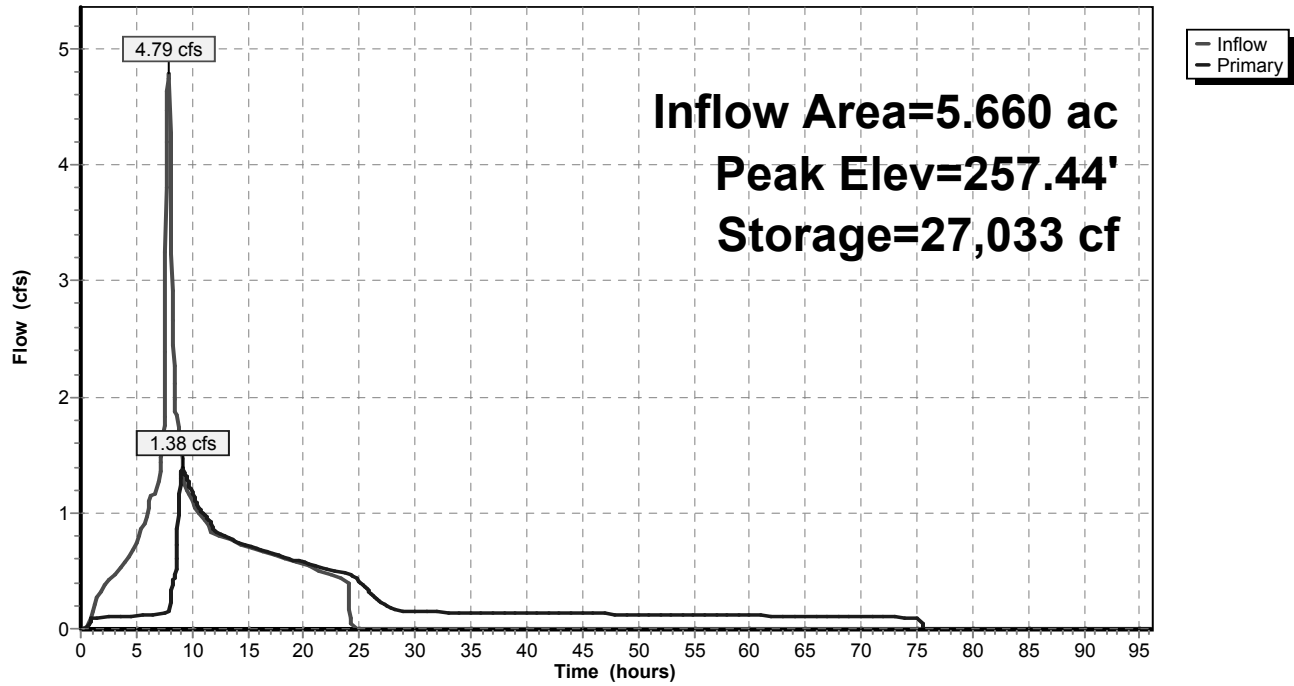 4.79 cfs
1.38 cfs
Inflow Area=5.660 ac
Peak Elev=257.44'
Storage=27,033 cf
Inflow
Primary
Flow (cfs)
5
4
3
2
1
0
0 5 10 15 20 25 30 35 40 45 50 55 60 65 70 75 80 85 90 95
Time (hours)